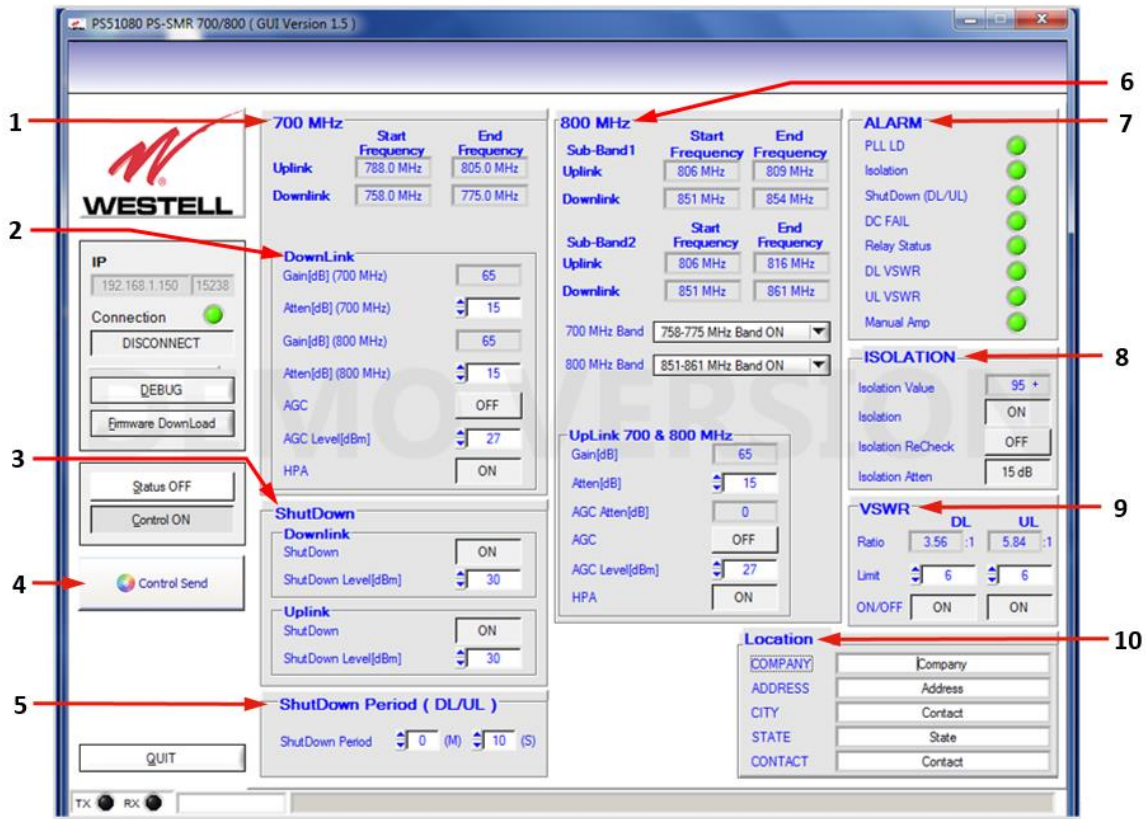 PS51080 PS-SMR 700/800 ( GUI Version 1.5 )
WESTELL
IP
192.168.1.150 15238
Connection
DISCONNECT
DEBUG
Firmware DownLoad
Status OFF
Control ON
Control Send
QUIT
TX RX
1
2
3
4
5
700 MHz
Start Frequency End Frequency
Uplink 788.0 MHz 805.0 MHz
Downlink 758.0 MHz 775.0 MHz
DownLink
Gain[dB] (700 MHz) 65
Atten[dB] (700 MHz) 15
Gain[dB] (800 MHz) 65
Atten[dB] (800 MHz) 15
AGC OFF
AGC Level[dBm] 27
HPA ON
ShutDown
Downlink
ShutDown ON
ShutDown Level[dBm] 30
Uplink
ShutDown ON
ShutDown Level[dBm] 30
ShutDown Period ( DL/UL )
ShutDown Period 0 (M) 10 (S)
800 MHz
Sub-Band1 Start Frequency End Frequency
Uplink 806 MHz 809 MHz
Downlink 851 MHz 854 MHz
Sub-Band2 Start Frequency End Frequency
Uplink 806 MHz 816 MHz
Downlink 851 MHz 861 MHz
700 MHz Band 758-775 MHz Band ON
800 MHz Band 851-861 MHz Band ON
UpLink 700 & 800 MHz
Gain[dB] 65
Atten[dB] 15
AGC Atten[dB] 0
AGC OFF
AGC Level[dBm] 27
HPA ON
ALARM
PLL LD
Isolation
ShutDown (DL/UL)
DC FAIL
Relay Status
DL VSWR
UL VSWR
Manual Amp
ISOLATION
Isolation Value 95 +
Isolation ON
Isolation ReCheck OFF
Isolation Atten 15 dB
VSWR
DL UL
Ratio 3.56 :1 5.84 :1
Limit 6 6
ON/OFF ON ON
Location
COMPANY Company
ADDRESS Address
CITY Contact
STATE State
CONTACT Contact
6
7
8
9
10
DEMO VERSION